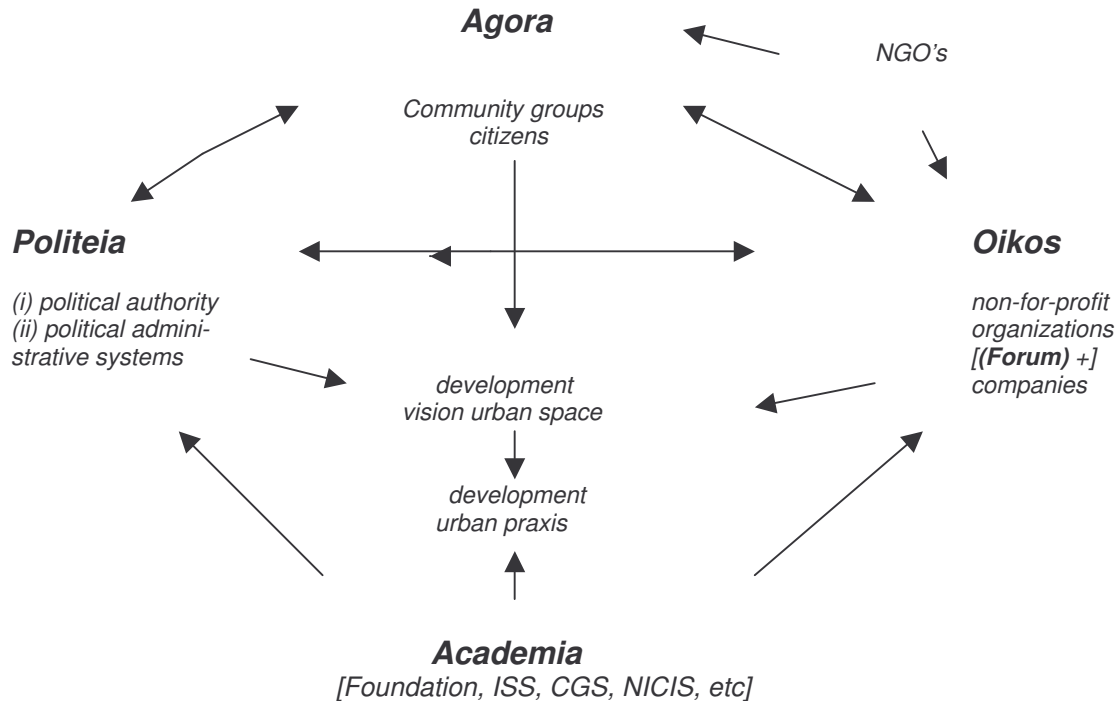 Agora
NGO's
Community groups
citizens
Politeia
(i) political authority
(ii) political admini-
strative systems
Oikos
non-for-profit
organizations
[(Forum) +]
companies
development
vision urban space
development
urban praxis
Academia
[Foundation, ISS, CGS, NICIS, etc]